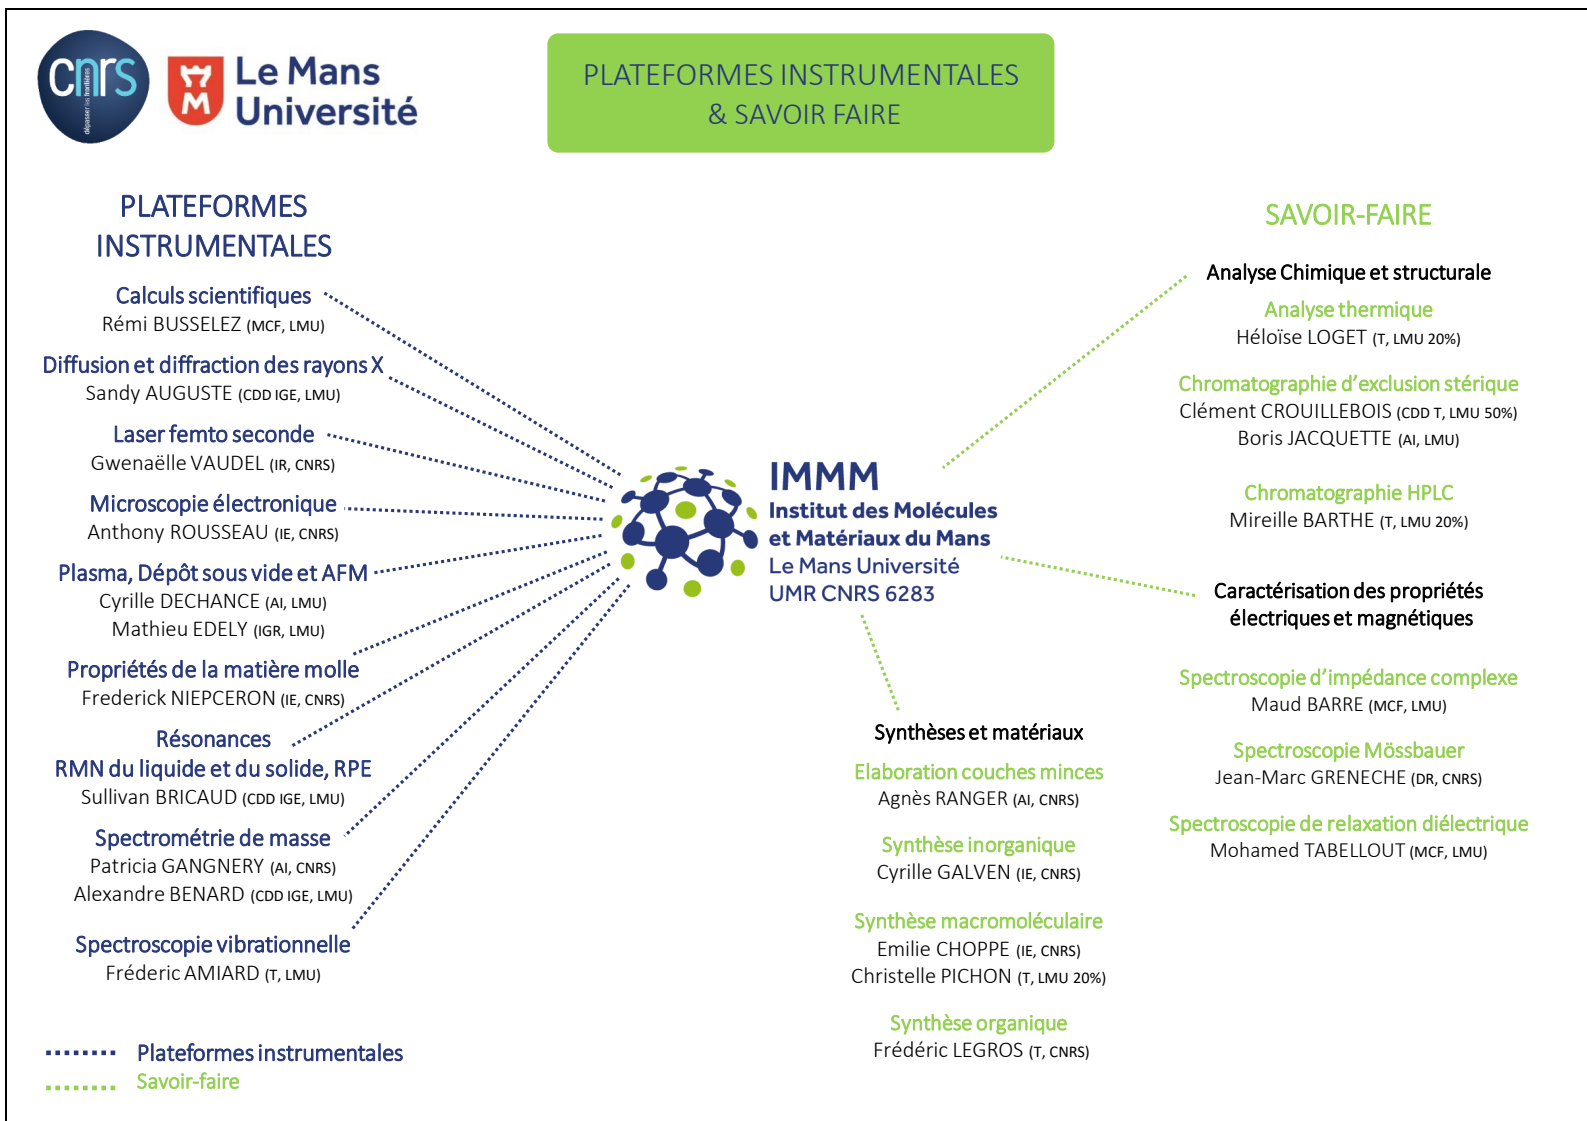 cnrs
dépasser les frontières
Le Mans
Université
PLATEFORMES INSTRUMENTALES
& SAVOIR FAIRE
PLATEFORMES
INSTRUMENTALES
Calculs scientifiques
Rémi BUSSELEZ (MCF, LMU)
Diffusion et diffraction des rayons X
Sandy AUGUSTE (CDD IGE, LMU)
Laser femto seconde
Gwenaëlle VAUDEL (IR, CNRS)
Microscopie électronique
Anthony ROUSSEAU (IE, CNRS)
Plasma, Dépôt sous vide et AFM
Cyrille DECHANCE (AI, LMU)
Mathieu EDELY (IGR, LMU)
Propriétés de la matière molle
Frederick NIEPCERON (IE, CNRS)
Résonances
RMN du liquide et du solide, RPE
Sullivan BRICAUD (CDD IGE, LMU)
Spectrométrie de masse
Patricia GANGNERY (AI, CNRS)
Alexandre BENARD (CDD IGE, LMU)
Spectroscopie vibrationnelle
Fréderic AMIARD (T, LMU)
Plateformes instrumentales
Savoir-faire
IMMM
Institut des Molécules
et Matériaux du Mans
Le Mans Université
UMR CNRS 6283
Synthèses et matériaux
Elaboration couches minces
Agnès RANGER (AI, CNRS)
Synthèse inorganique
Cyrille GALVEN (IE, CNRS)
Synthèse macromoléculaire
Emilie CHOPPE (IE, CNRS)
Christelle PICHON (T, LMU 20%)
Synthèse organique
Frédéric LEGROS (T, CNRS)
SAVOIR-FAIRE
Analyse Chimique et structurale
Analyse thermique
Héloïse LOGET (T, LMU 20%)
Chromatographie d'exclusion stérique
Clément CROUILLEBOIS (CDD T, LMU 50%)
Boris JACQUETTE (AI, LMU)
Chromatographie HPLC
Mireille BARTHE (T, LMU 20%)
Caractérisation des propriétés
électriques et magnétiques
Spectroscopie d'impédance complexe
Maud BARRE (MCF, LMU)
Spectroscopie Mössbauer
Jean-Marc GRENECHE (DR, CNRS)
Spectroscopie de relaxation diélectrique
Mohamed TABELLOUT (MCF, LMU)